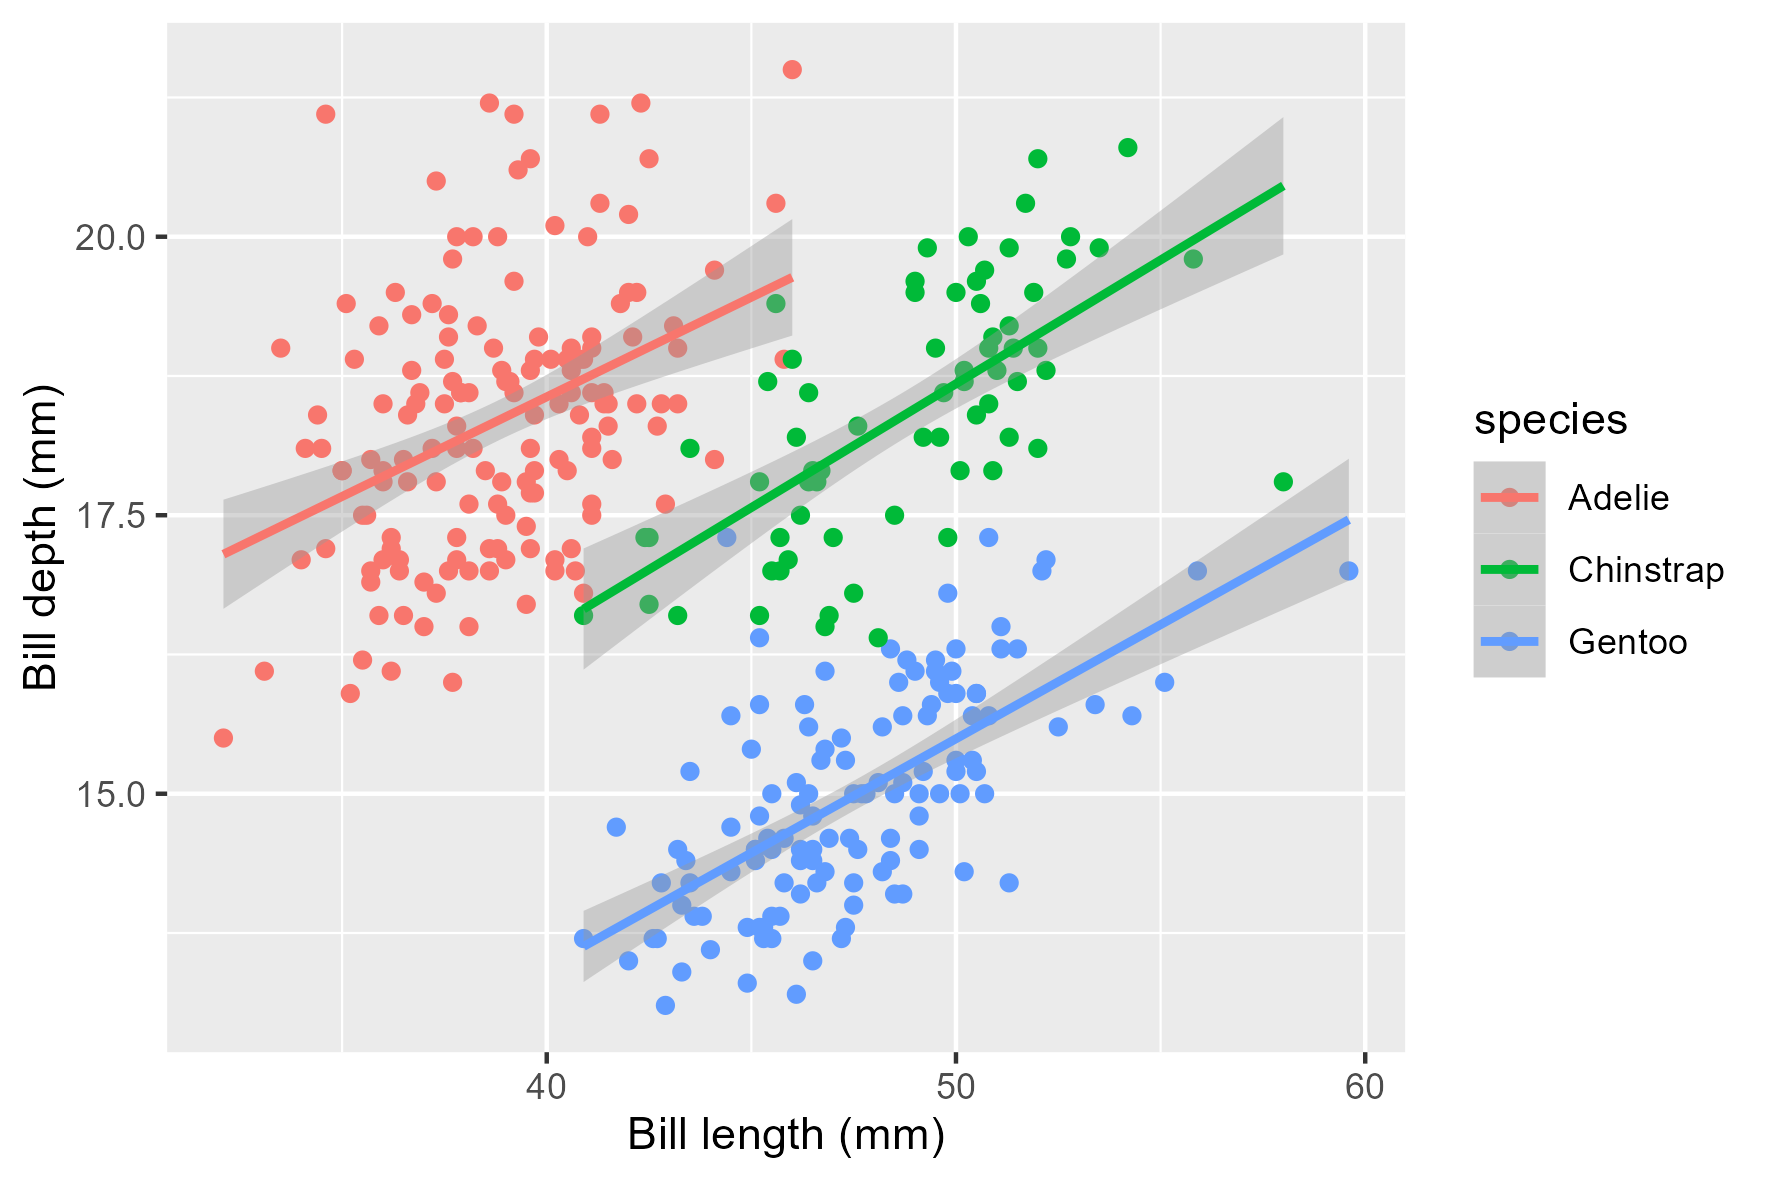 20.0
17.5
15.0
Bill depth (mm)
40 50 60
Bill length (mm)
species
Adelie
Chinstrap
Gentoo